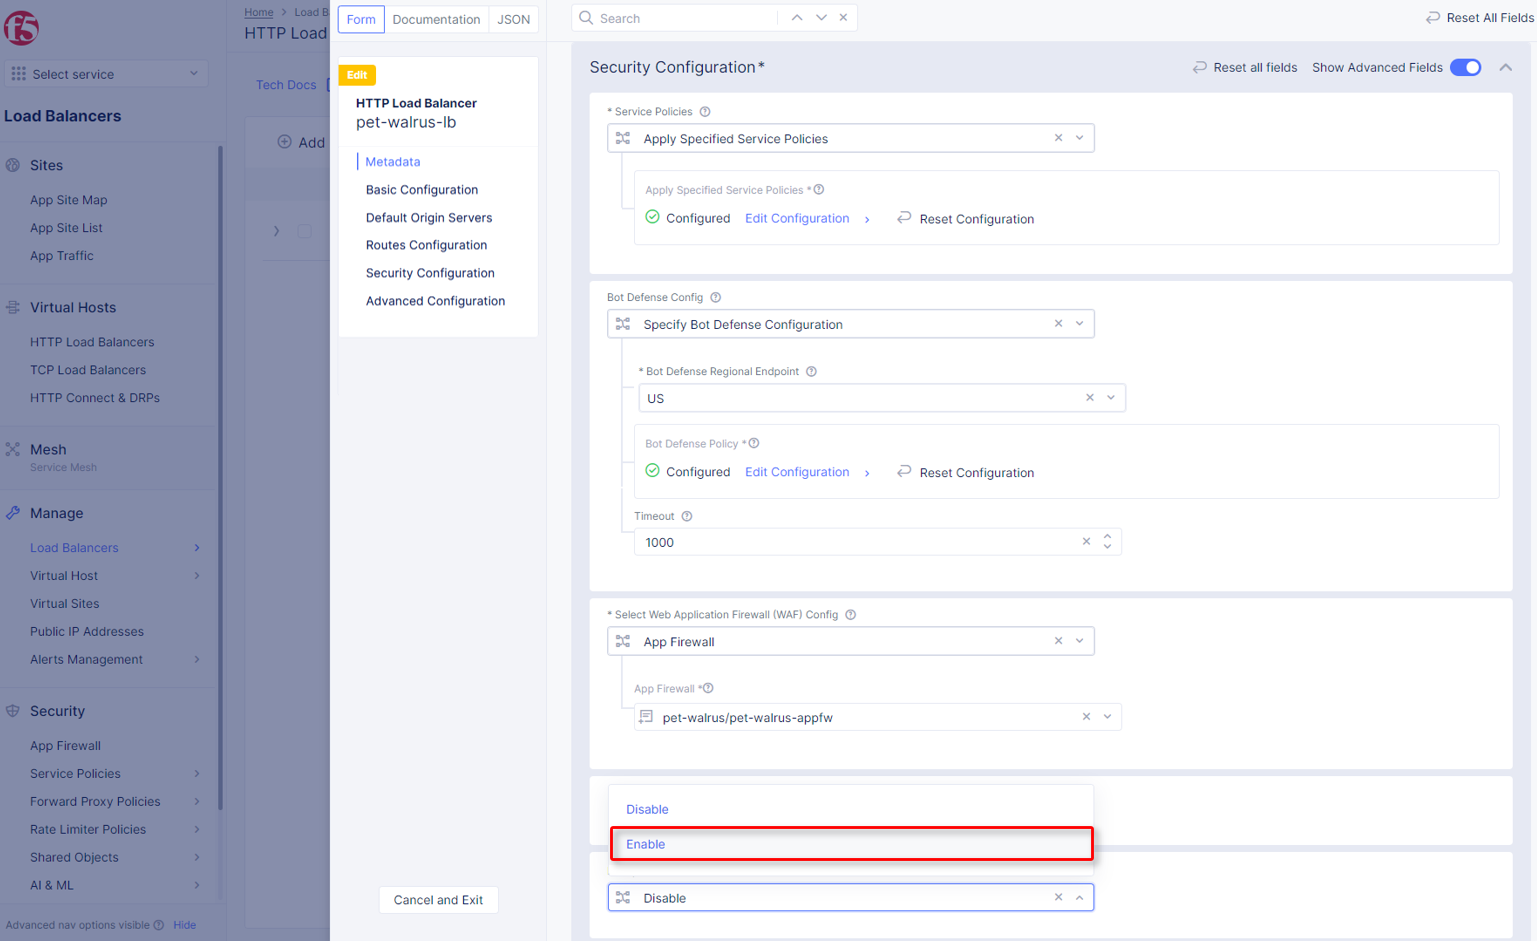 f5
Select service
Load Balancers
Sites
App Site Map
App Site List
App Traffic
Virtual Hosts
HTTP Load Balancers
TCP Load Balancers
HTTP Connect & DRPs
Mesh
Service Mesh
Manage
Load Balancers
Virtual Host
Virtual Sites
Public IP Addresses
Alerts Management
Security
App Firewall
Service Policies
Forward Proxy Policies
Rate Limiter Policies
Shared Objects
AI & ML
Advanced nav options visible Hide
Home > Load B
HTTP Load
Tech Docs
Add
Form Documentation JSON
Edit
HTTP Load Balancer
pet-walrus-lb
Metadata
Basic Configuration
Default Origin Servers
Routes Configuration
Security Configuration
Advanced Configuration
Cancel and Exit
Search
Reset All Fields
Security Configuration*
Reset all fields Show Advanced Fields
* Service Policies
Apply Specified Service Policies
Apply Specified Service Policies *
Configured Edit Configuration > Reset Configuration
Bot Defense Config
Specify Bot Defense Configuration
* Bot Defense Regional Endpoint
US
Bot Defense Policy *
Configured Edit Configuration > Reset Configuration
Timeout
1000
* Select Web Application Firewall (WAF) Config
App Firewall
App Firewall *
pet-walrus/pet-walrus-appfw
Disable
Enable
Disable